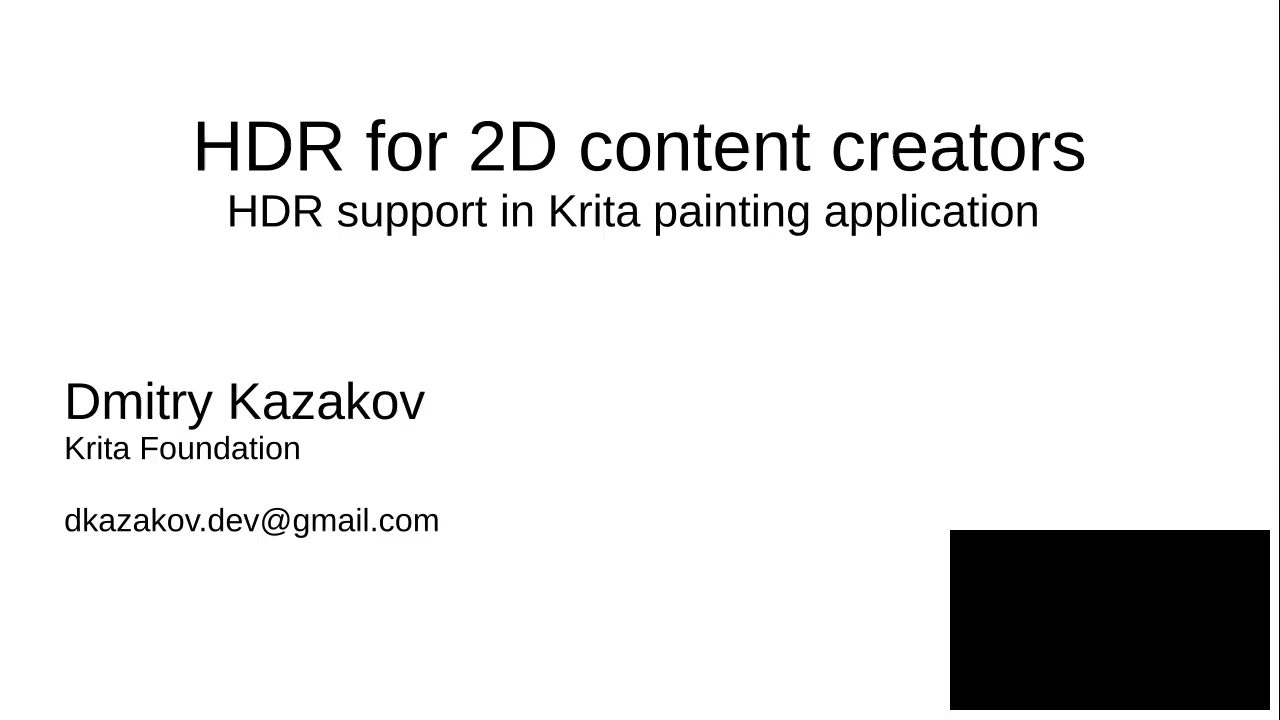 HDR for 2D content creators
HDR support in Krita painting application
Dmitry Kazakov
Krita Foundation
dkazakov.dev@gmail.com